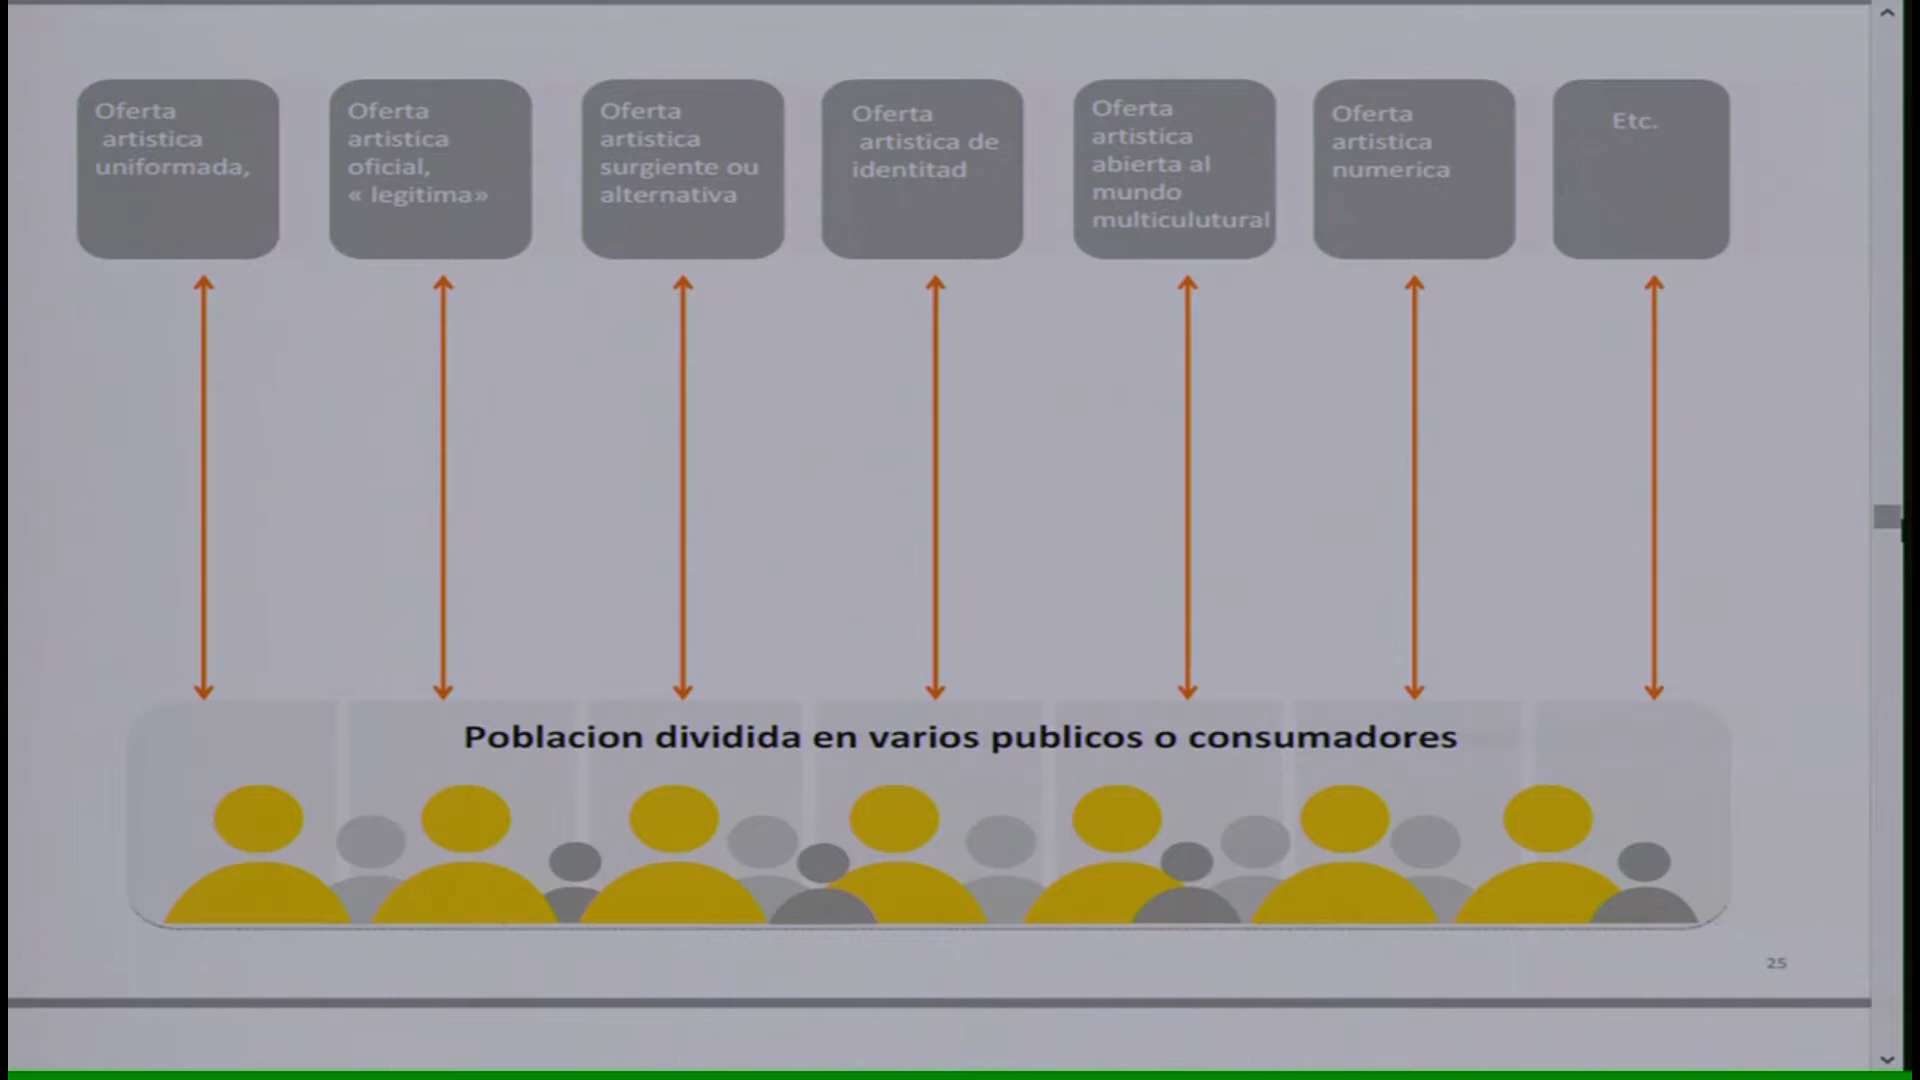 Oferta
artistica
uniformada,
Oferta
artistica
oficial,
« legitima»
Oferta
artistica
surgiente ou
alternativa
Oferta
artistica de
identitad
Oferta
artistica
abierta al
mundo
multiculutural
Oferta
artistica
numerica
Etc.
Poblacion dividida en varios publicos o consumadores
25